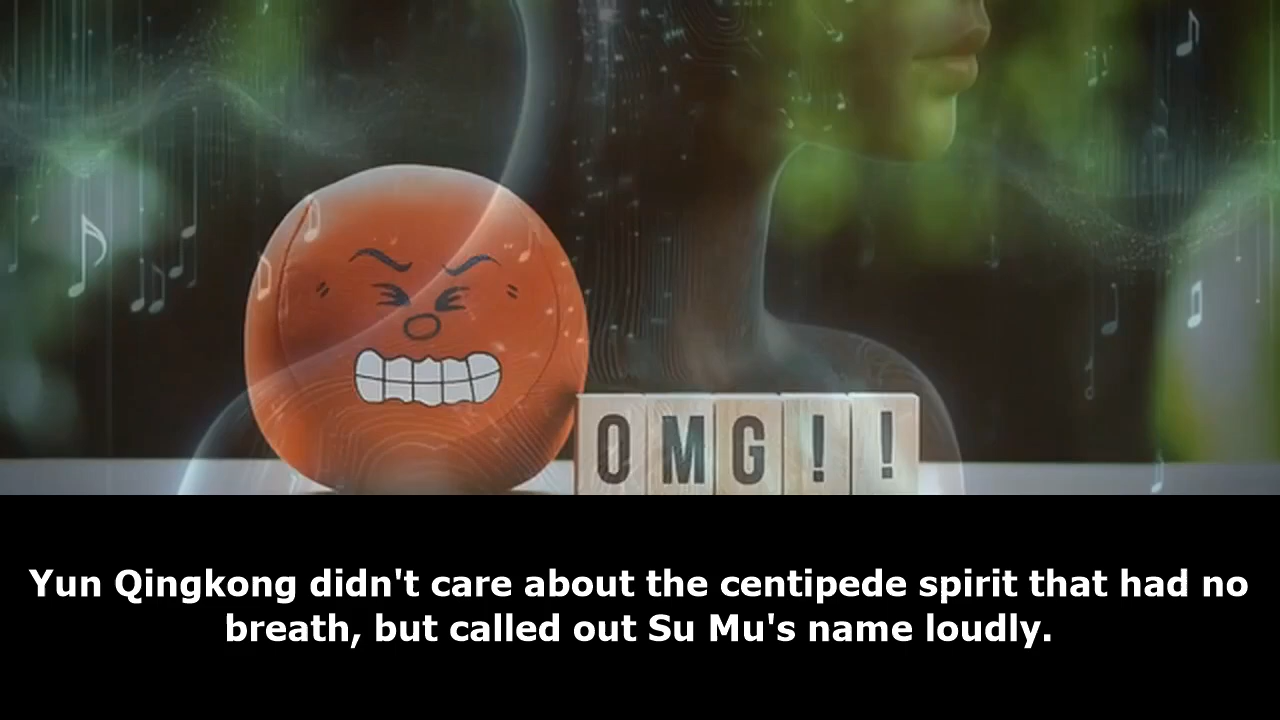 OMG!!
Yun Qingkong didn't care about the centipede spirit that had no
breath, but called out Su Mu's name loudly.